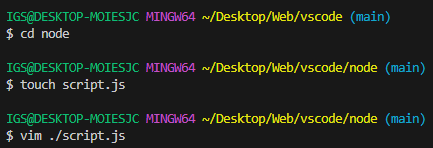 IGS@DESKTOP-MOIESJC MINGW64 ~/Desktop/Web/vscode (main)
$ cd node
IGS@DESKTOP-MOIESJC MINGW64 ~/Desktop/Web/vscode/node (main)
$ touch script.js
IGS@DESKTOP-MOIESJC MINGW64 ~/Desktop/Web/vscode/node (main)
$ vim ./script.js